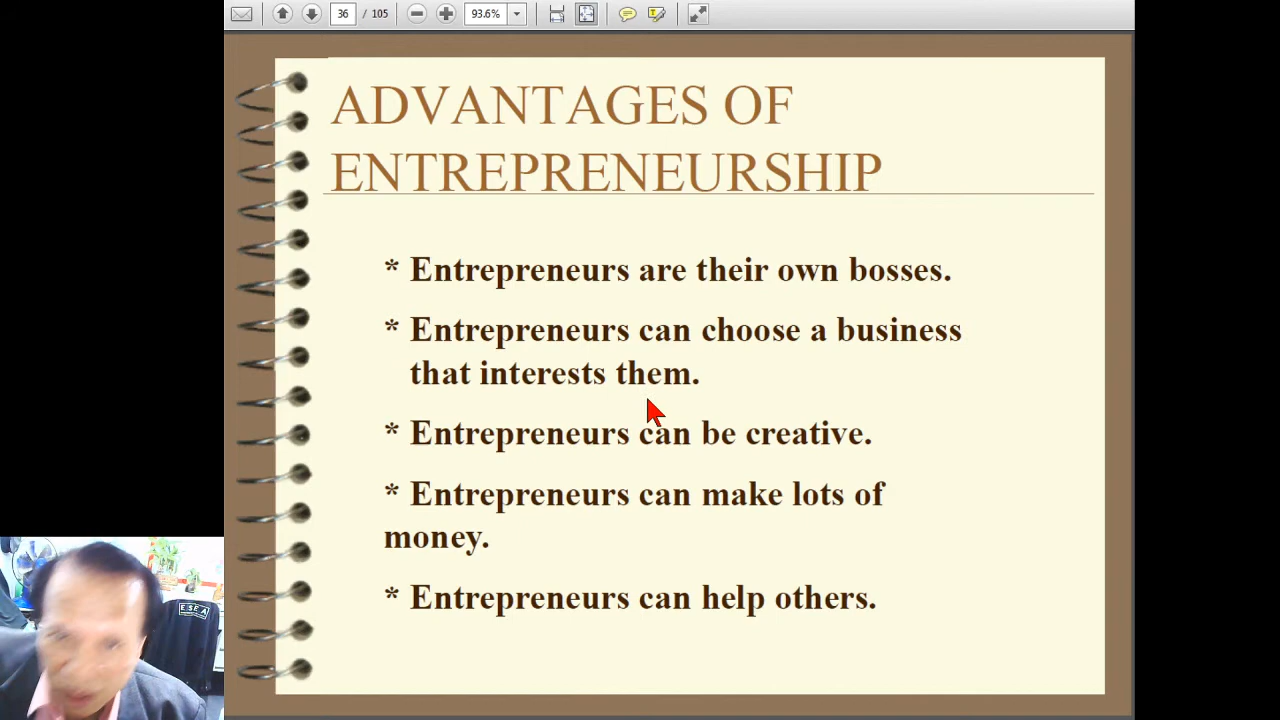 36 / 105 93.6%
ADVANTAGES OF
ENTREPRENEURSHIP
* Entrepreneurs are their own bosses.
* Entrepreneurs can choose a business
that interests them.
* Entrepreneurs can be creative.
* Entrepreneurs can make lots of
money.
* Entrepreneurs can help others.
ESEA